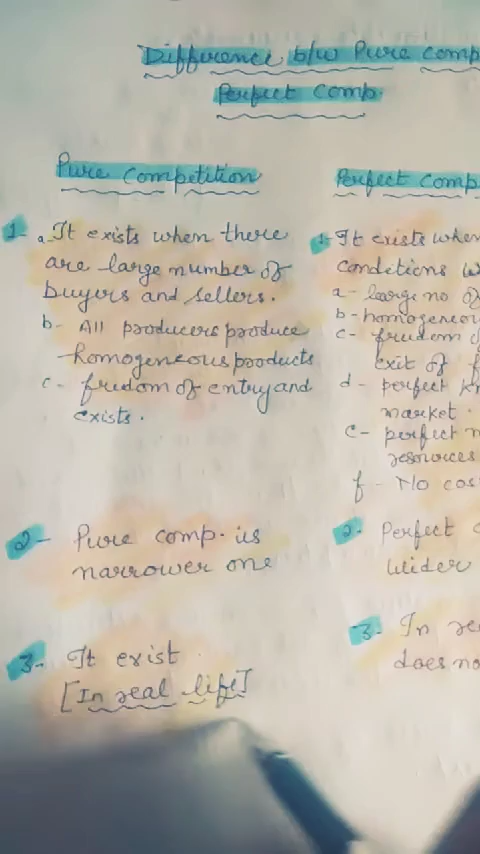 Difference b/w Pure comp
Perfect Comp.
Pure Competition
1- a. It exists when there
are large number of
buyers and sellers.
b- All producers produce
homogeneous products
c- freedom of entry and
exists.
2- Pure comp. is
narrower one
3- It exist
[In real life]
Perfect Comp
1. It exists when
conditions
a- large no of
b- homogeneou
c- freedom
exit of f
d- perfect k
market.
e- perfect
resources
f- No cos
2. Perfect c
wider
3- In re
does no